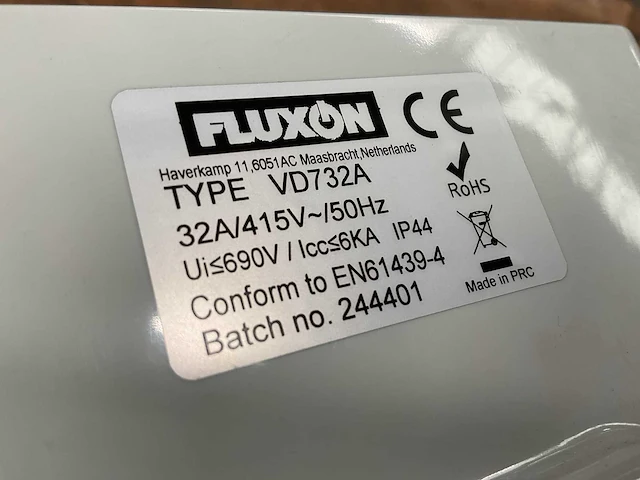 FLUXON
CE
Haverkamp 11,6051AC Maasbracht,Netherlands
TYPE VD732A
RoHS
32A/415V~/50Hz
Ui≤690V / Icc≤6KA IP44
Conform to EN61439-4
Made in PRC
Batch no. 244401